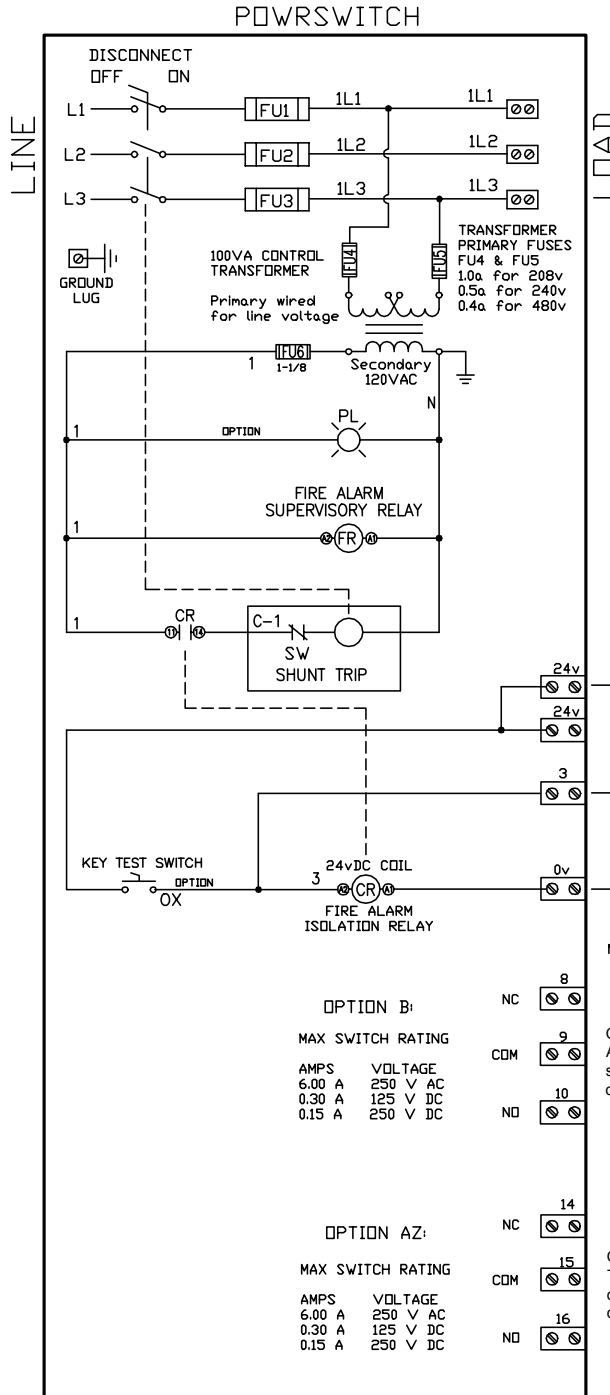 POWRSWITCH
DISCONNECT
OFF ON
LINE
LOAD
L1 FU1 1L1 1L1
L2 FU2 1L2 1L2
L3 FU3 1L3 1L3
GROUND
LUG
100VA CONTROL
TRANSFORMER
Primary wired
for line voltage
FU4
FU5
TRANSFORMER
PRIMARY FUSES
FU4 & FU5
1.0a for 208v
0.5a for 240v
0.4a for 480v
1 FU6
1-1/8
Secondary
120VAC
N
1 OPTION PL
FIRE ALARM
SUPERVISORY RELAY
1 A2 FR A1
CR
1 11 14 C-1
SW
SHUNT TRIP
24v
24v
3
KEY TEST SWITCH
OPTION
OX
24vDC COIL
3 A2 CR A1
0v
FIRE ALARM
ISOLATION RELAY
OPTION B:
MAX SWITCH RATING
AMPS VOLTAGE
6.00 A 250 V AC
0.30 A 125 V DC
0.15 A 250 V DC
NC 8
COM 9
NO 10
OPTION AZ:
MAX SWITCH RATING
AMPS VOLTAGE
6.00 A 250 V AC
0.30 A 125 V DC
0.15 A 250 V DC
NC 14
COM 15
NO 16